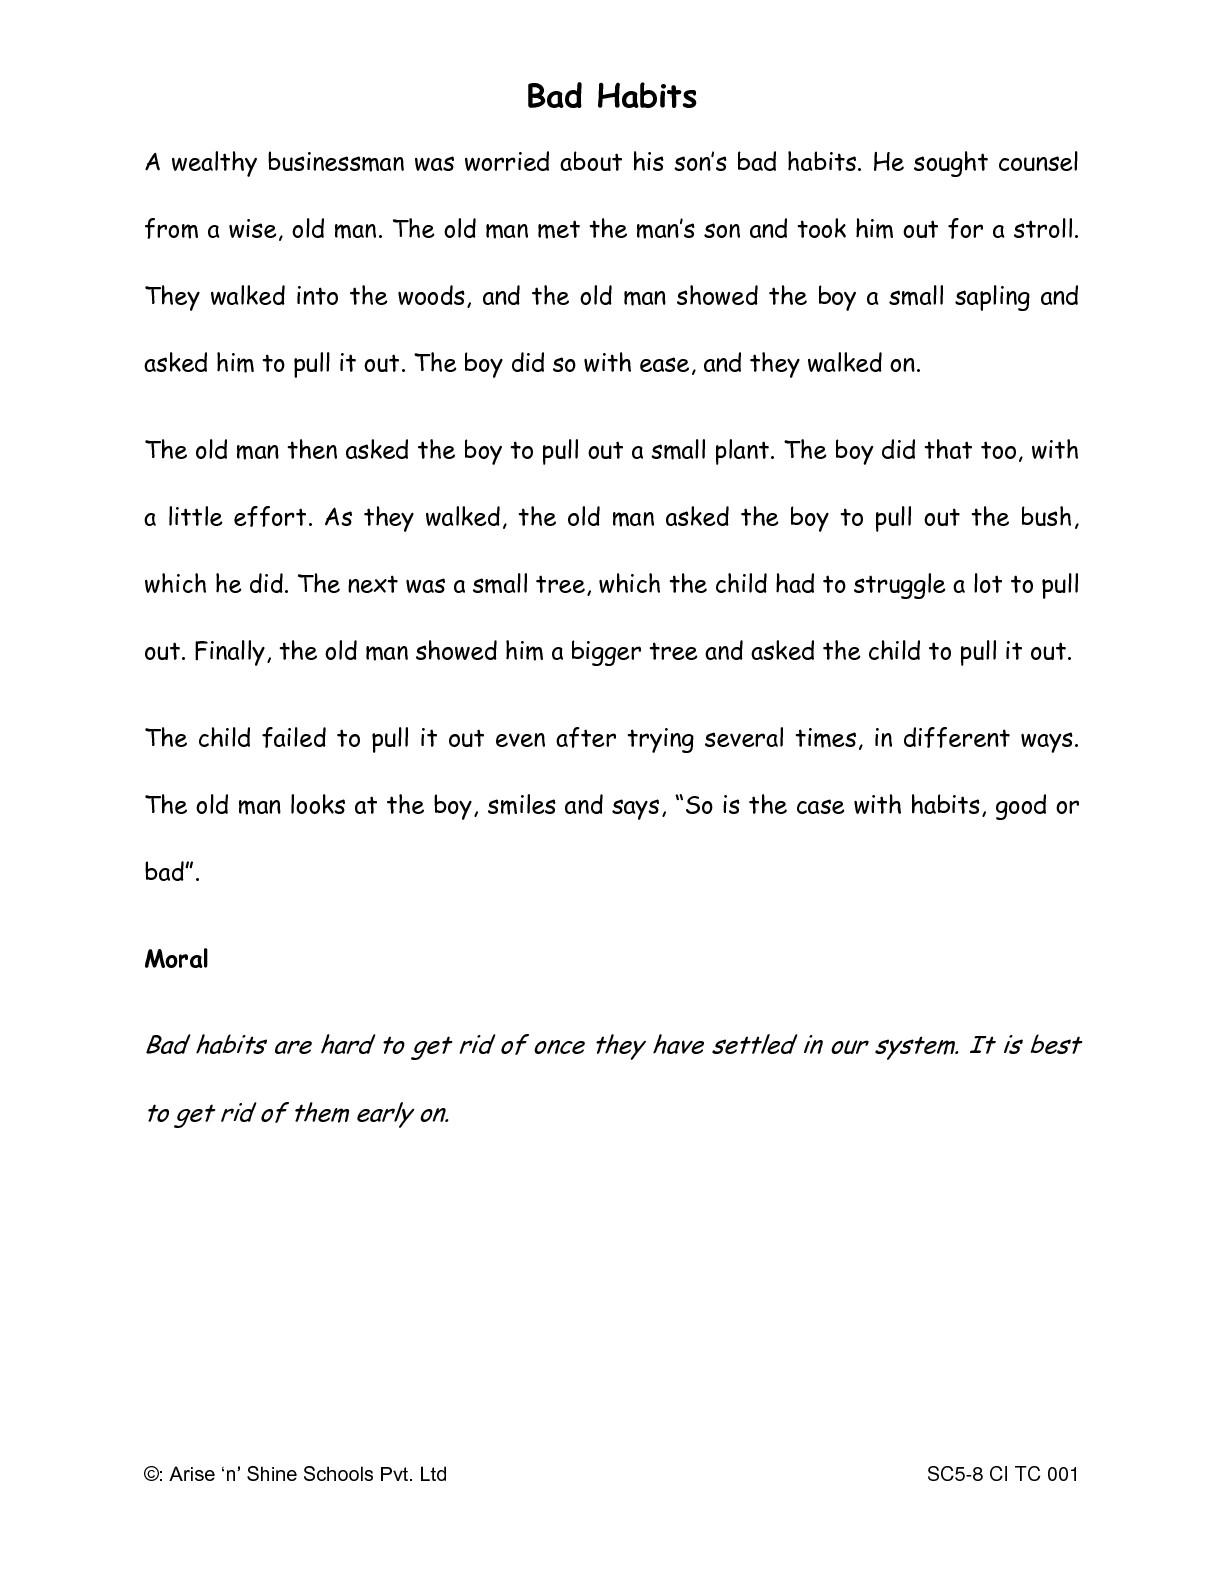 Bad Habits
A wealthy businessman was worried about his son’s bad habits. He sought counsel
from a wise, old man. The old man met the man’s son and took him out for a stroll.
They walked into the woods, and the old man showed the boy a small sapling and
asked him to pull it out. The boy did so with ease, and they walked on.
The old man then asked the boy to pull out a small plant. The boy did that too, with
a little effort. As they walked, the old man asked the boy to pull out the bush,
which he did. The next was a small tree, which the child had to struggle a lot to pull
out. Finally, the old man showed him a bigger tree and asked the child to pull it out.
The child failed to pull it out even after trying several times, in different ways.
The old man looks at the boy, smiles and says, “So is the case with habits, good or
bad”.
Moral
Bad habits are hard to get rid of once they have settled in our system. It is best
to get rid of them early on.
©: Arise ‘n’ Shine Schools Pvt. Ltd SC5-8 CI TC 001